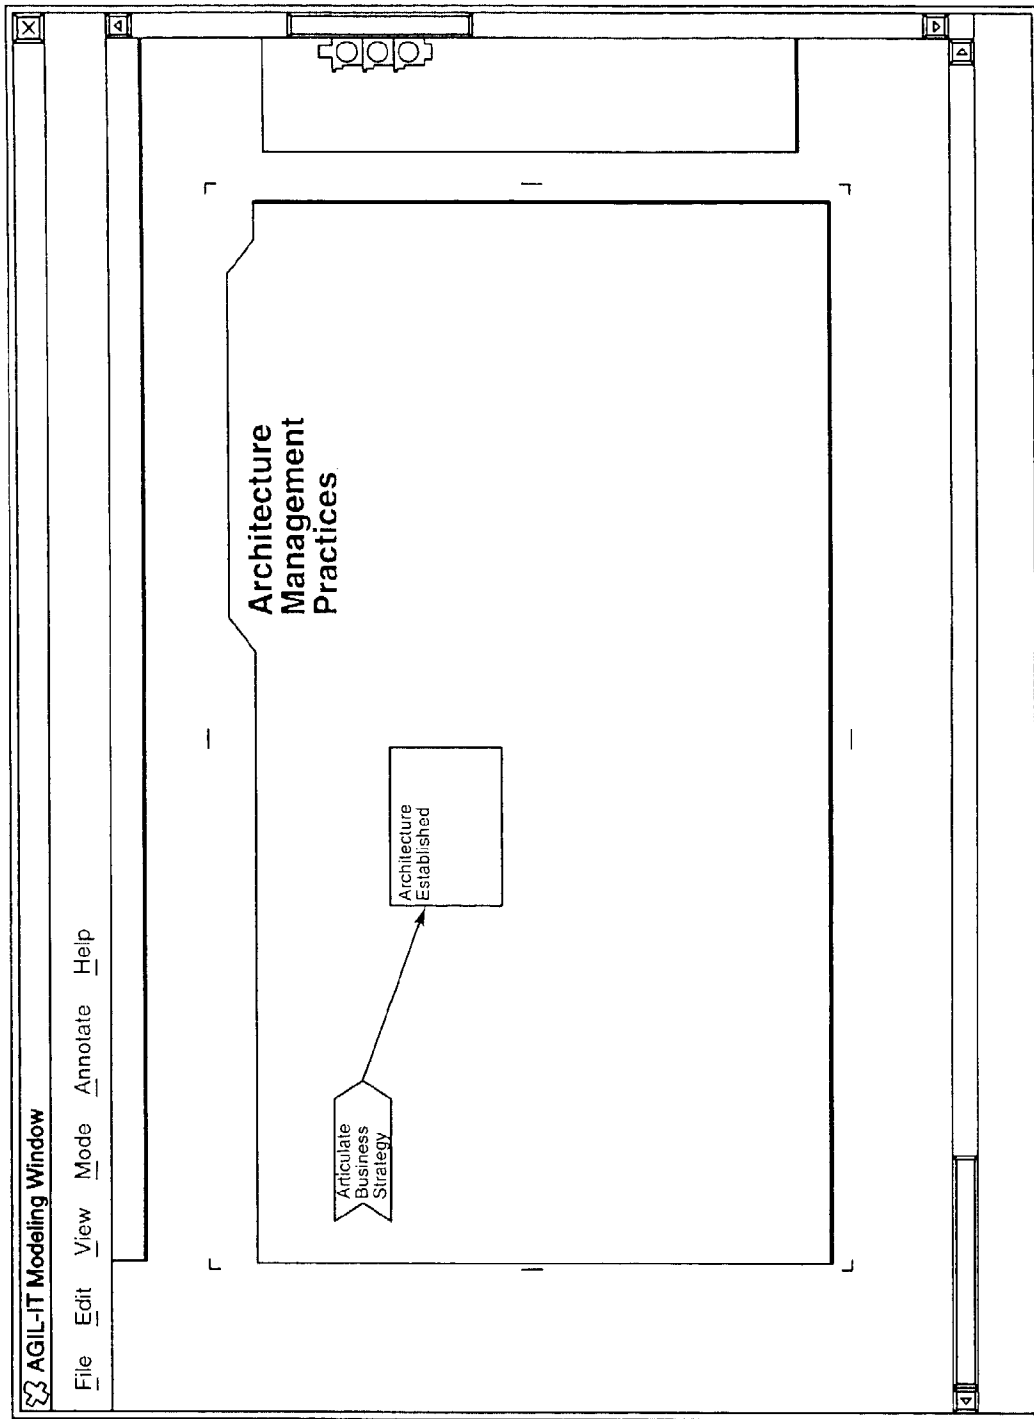 AGIL-IT Modeling Window
File Edit View Mode Annotate Help
Architecture
Management
Practices
Articulate
Business
Strategy
Architecture
Established